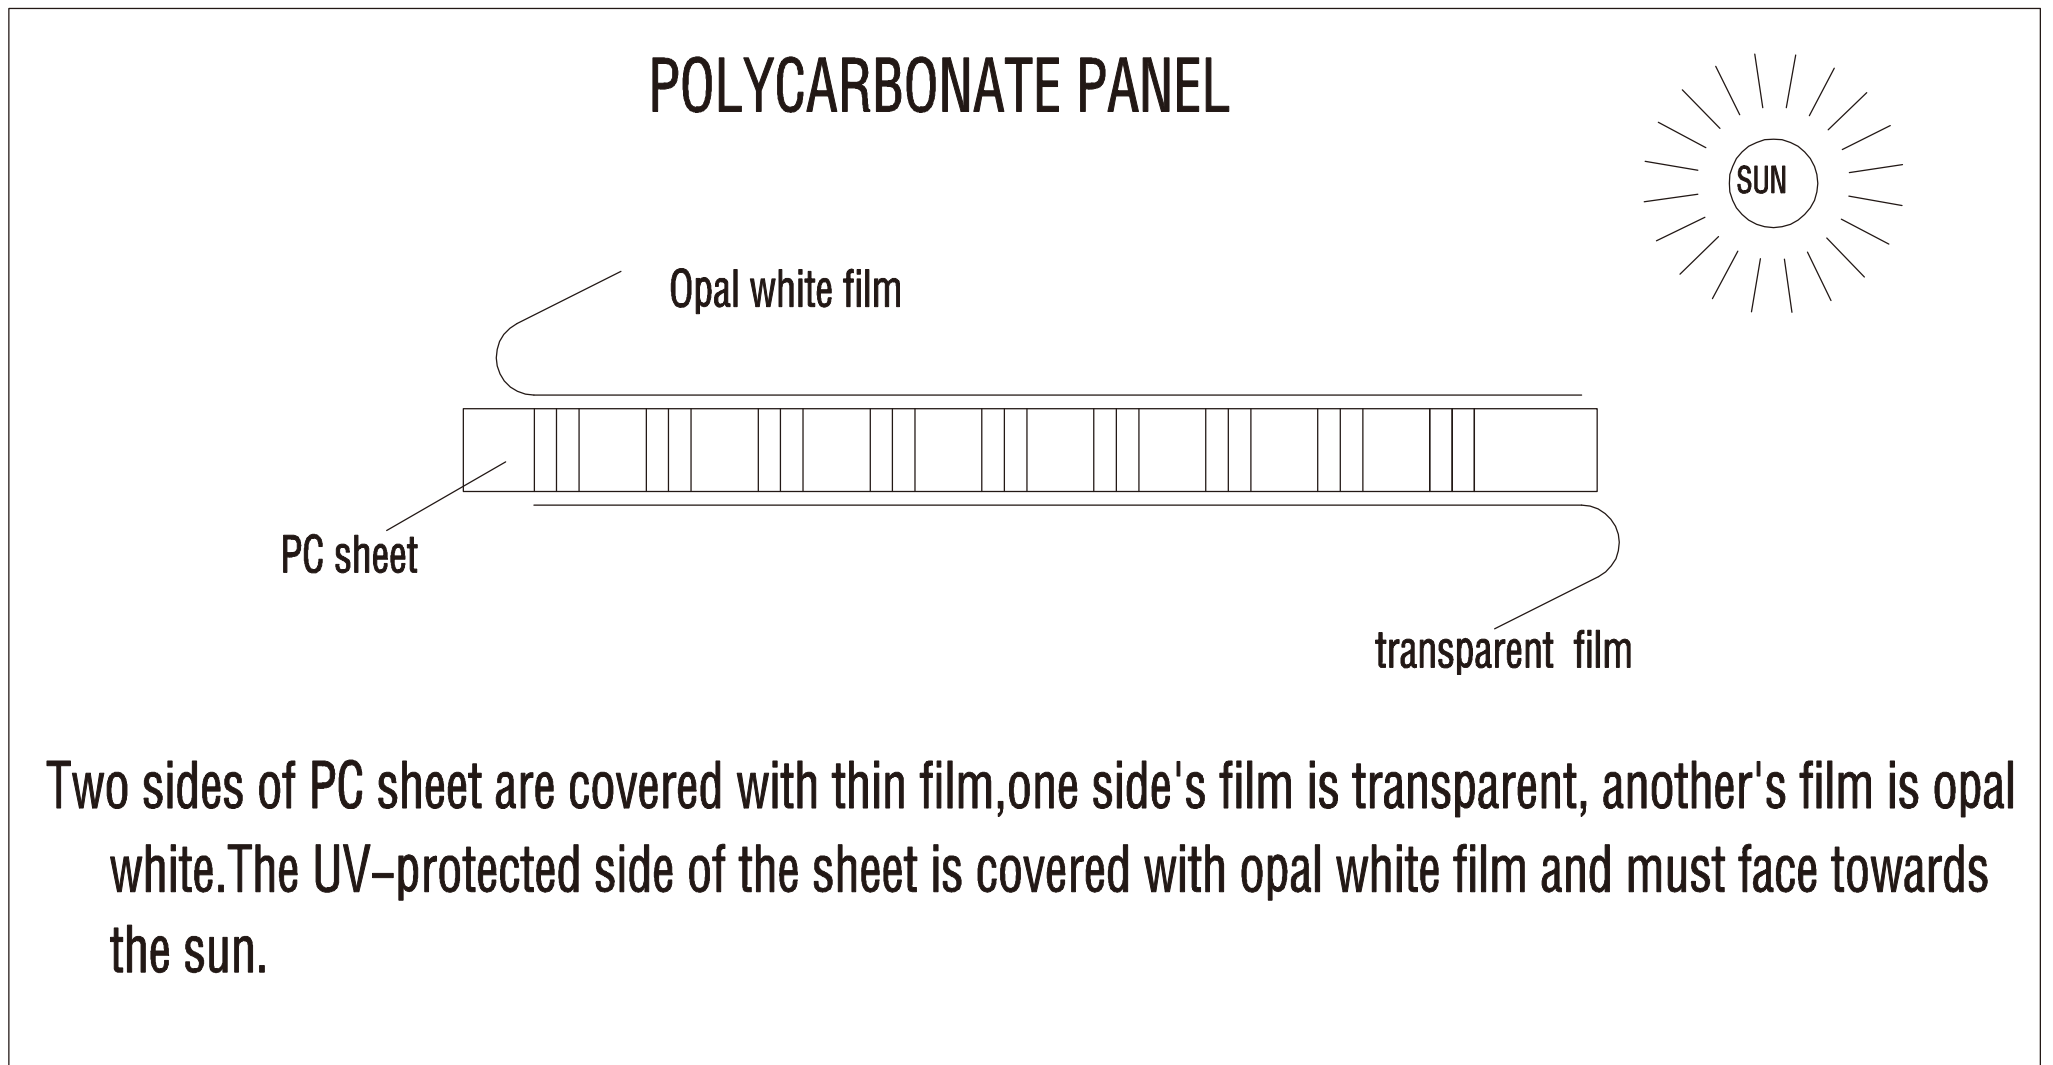 POLYCARBONATE PANEL
SUN
Opal white film
PC sheet
transparent film
Two sides of PC sheet are covered with thin film,one side's film is transparent, another's film is opal
white.The UV–protected side of the sheet is covered with opal white film and must face towards
the sun.